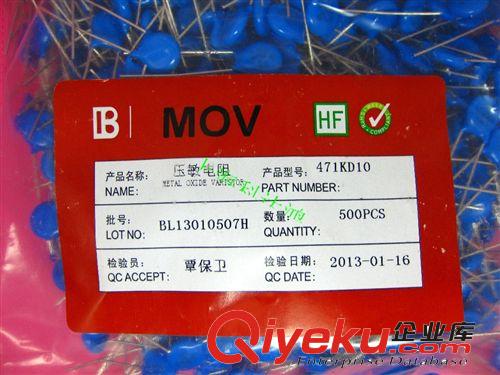 B MOV HF
产品名称: 压敏电阻 产品型号: 471KD10
NAME: METAL OXIDE VARISTOR PART NUMBER:
批号: BL13010507H 数量: 500PCS
LOT NO: QUANTITY:
检验员: 覃保卫 检验日期: 2013-01-16
QC ACCEPT: QC DATE:
Qiyeku.com 企业库
Enterprise Database